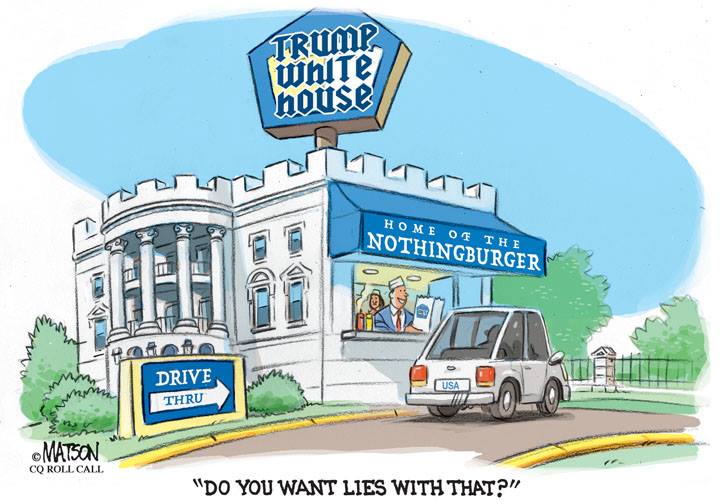 TRUMP
WHITE
HOUSE
HOME OF THE
NOTHINGBURGER
DRIVE
THRU
USA
© MATSON
CQ ROLL CALL
"DO YOU WANT LIES WITH THAT?"